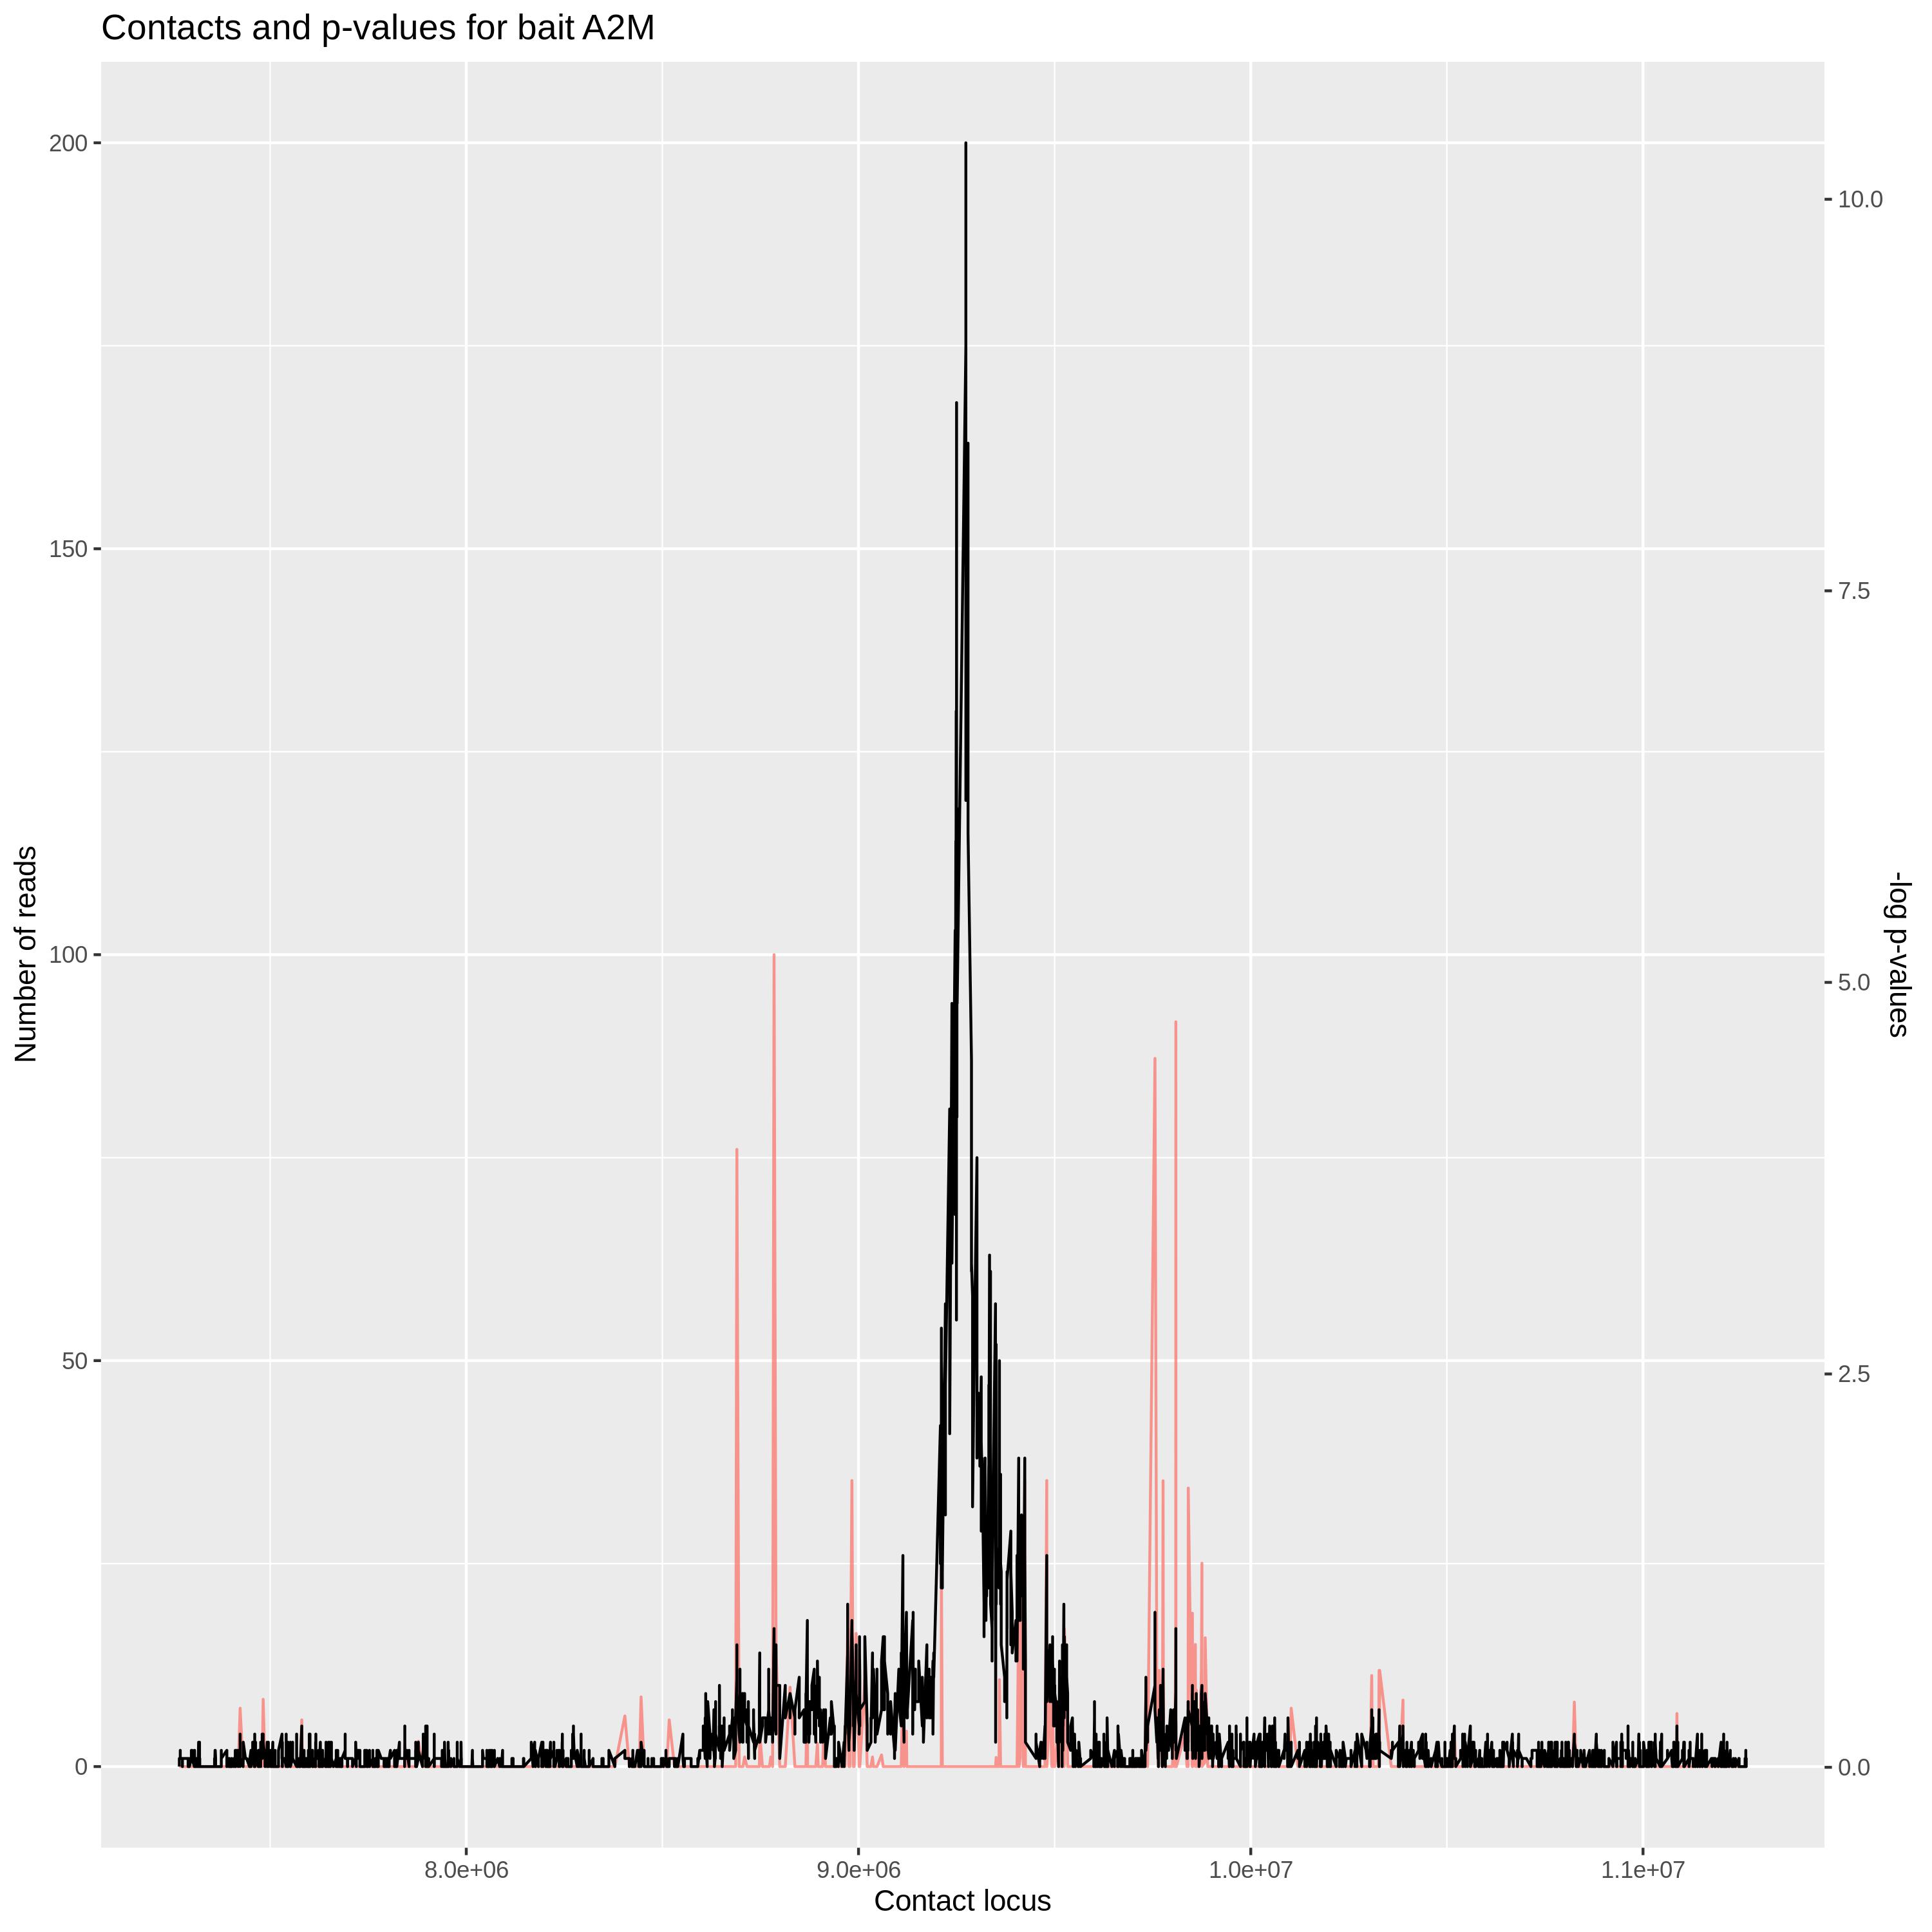 Contacts and p-values for bait A2M
200
150
100
50
0
Number of reads
10.0
7.5
5.0
2.5
0.0
-log p-values
8.0e+06
9.0e+06
1.0e+07
1.1e+07
Contact locus